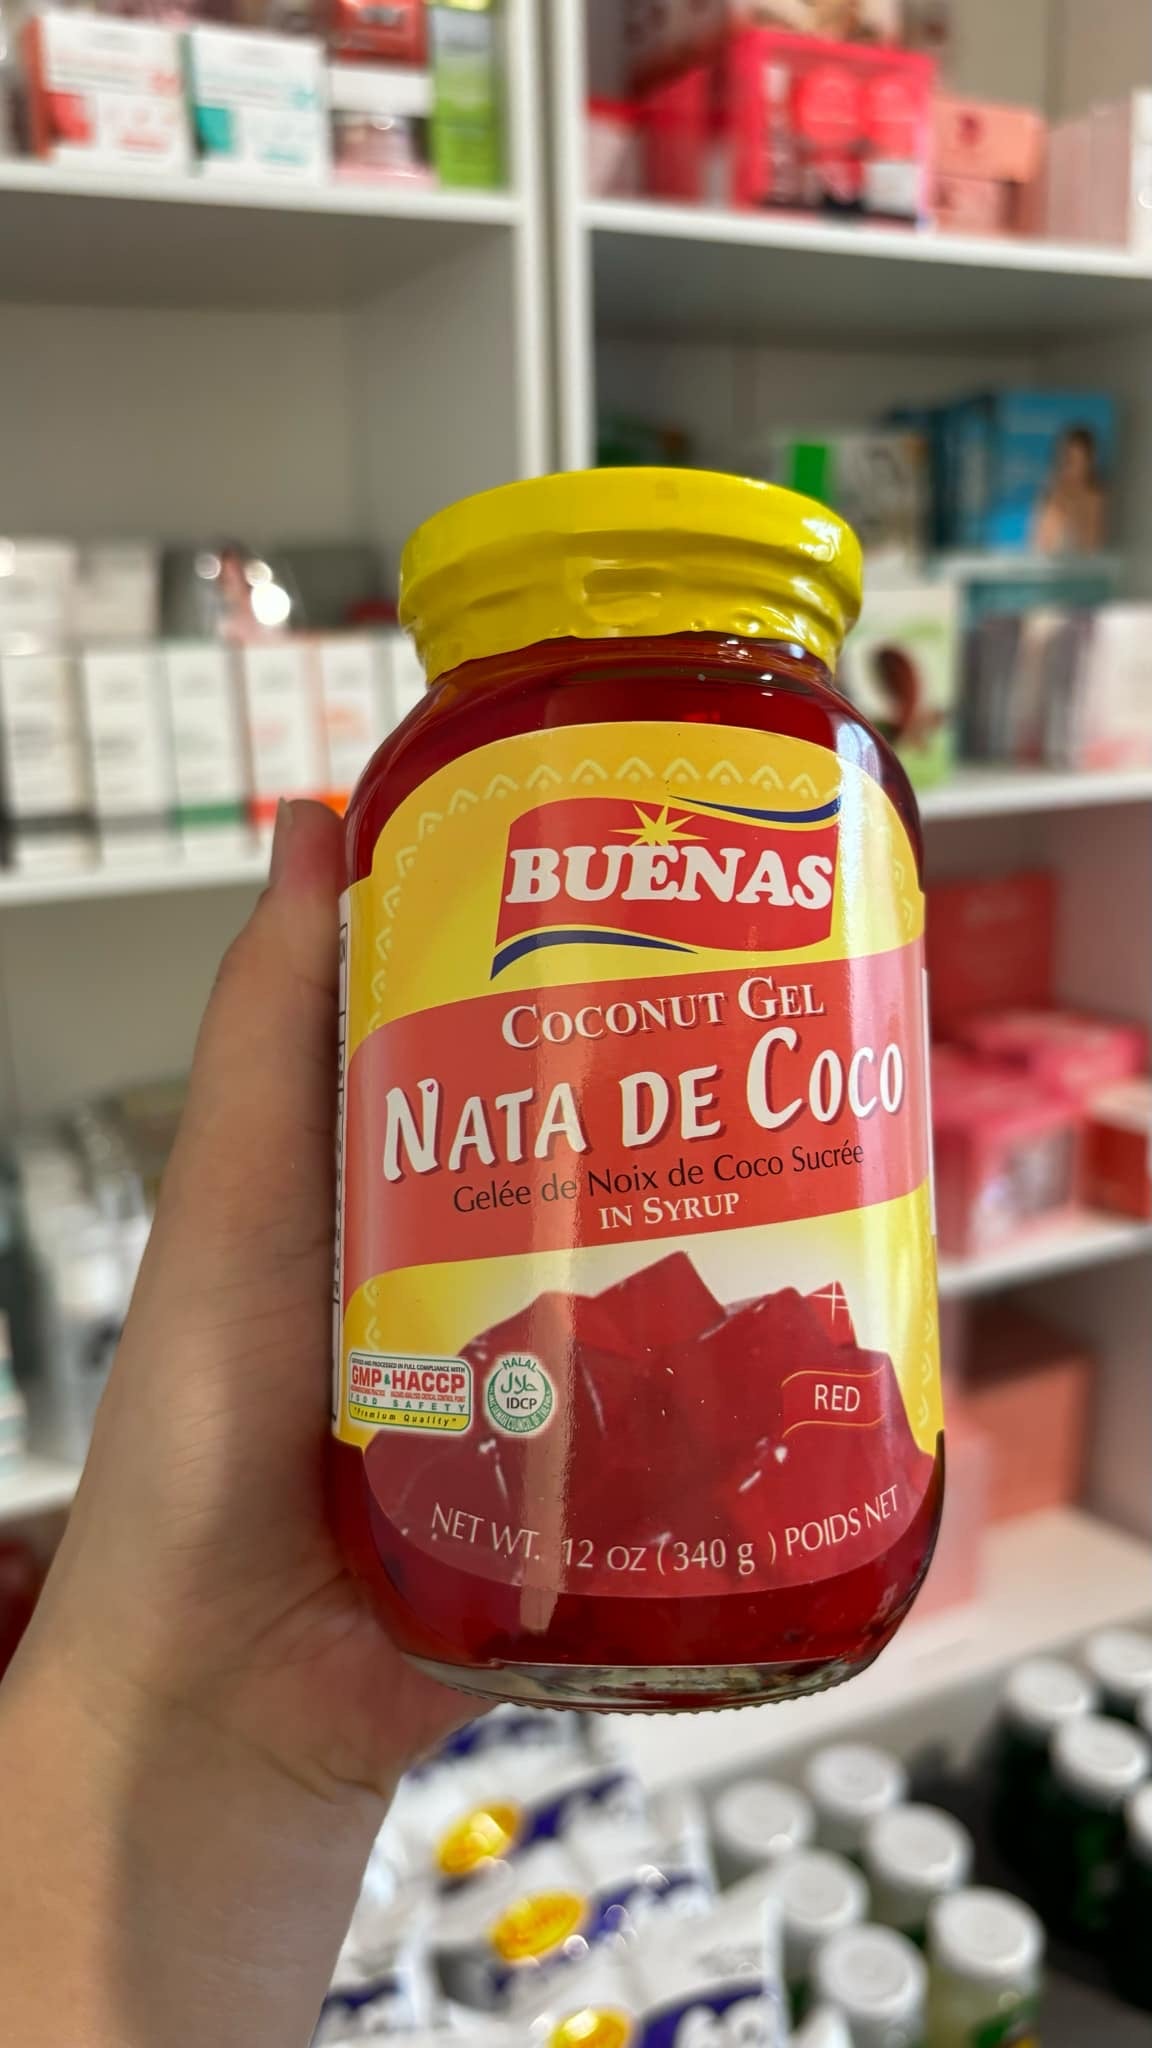 BUENAS
COCONUT GEL
NATA DE COCO
Gelée de Noix de Coco Sucrée
IN SYRUP
GMP & HACCP
FOOD SAFETY
"Premium Quality"
HALAL
حلال
IDCP
RED
NET WT. 12 OZ (340 g ) POIDS NET